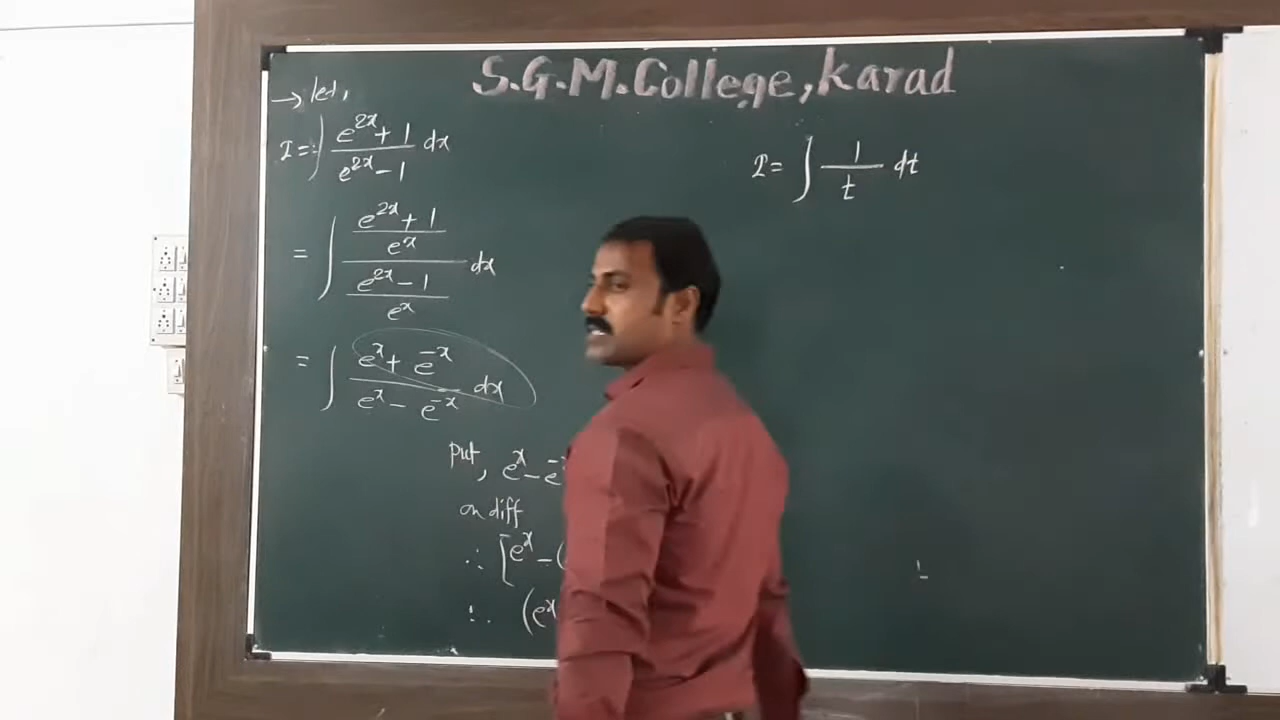 S.G.M. College, Karad
→ let,
I = ∫ (e^{2x} + 1)/(e^{2x} - 1) dx
= ∫ ((e^{2x} + 1)/e^x)/((e^{2x} - 1)/e^x) dx
= ∫ (e^x + e^{-x})/(e^x - e^{-x}) dx
Put, e^x - e^{-x}
on diff
∴ [e^x - (
∴ (e^x
I = ∫ 1/t dt